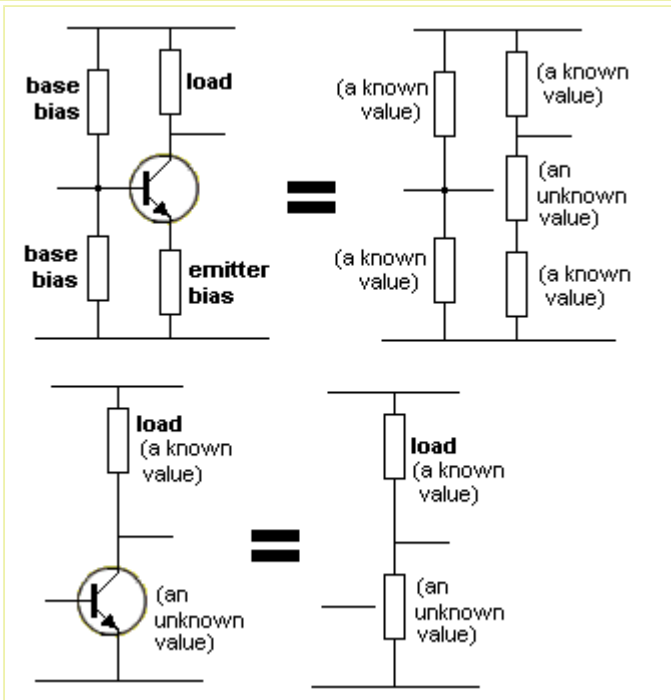 base
bias
load
base
bias
emitter
bias
(a known
value)
(a known
value)
(an
unknown
value)
(a known
value)
(a known
value)
load
(a known
value)
(an
unknown
value)
load
(a known
value)
(an
unknown
value)